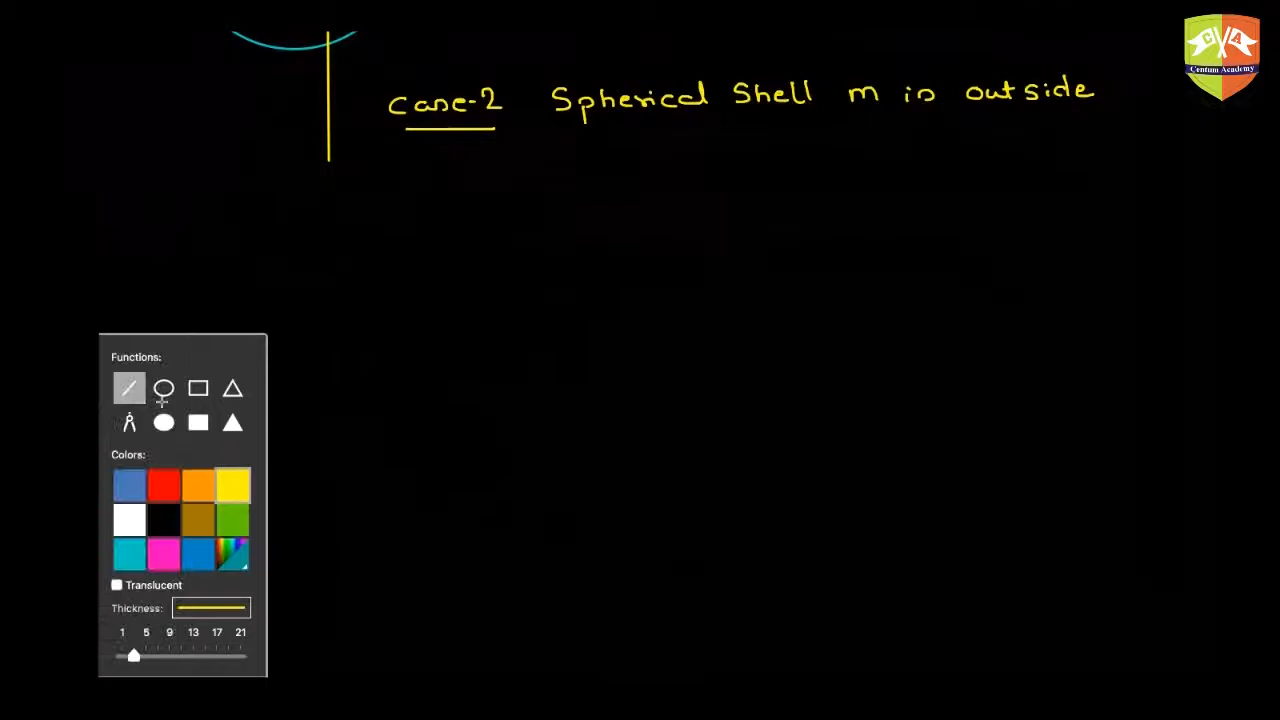 C A
Centum Academy
case-2 Spherical Shell m is outside
Functions:
Colors:
Translucent
Thickness:
1 5 9 13 17 21